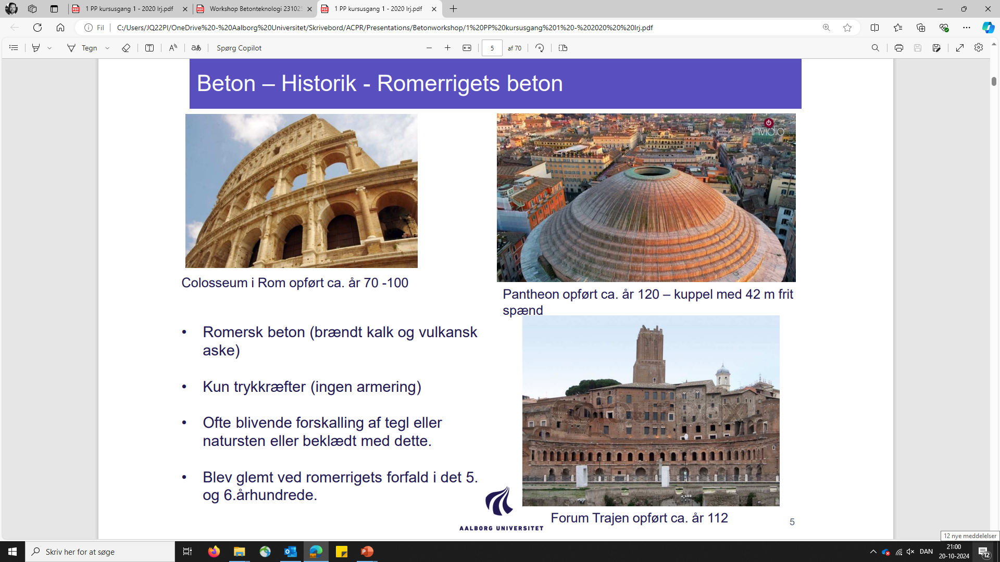 1 PP kursusgang 1 - 2020 lrj.pdf
Workshop Betonteknologi 231025
1 PP kursusgang 1 - 2020 lrj.pdf
Fil
C:/Users/JQ22PI/OneDrive%20-%20Aalborg%20Universitet/Skrivebord/ACPR/Presentations/Betonworkshop/1%20PP%20kursusgang%201%20-%202020%20%20lrj.pdf
Tegn
aあ
Spørg Copilot
5
af 70
Beton – Historik - Romerrigets beton
invidio
Colosseum i Rom opført ca. år 70 -100
Pantheon opført ca. år 120 – kuppel med 42 m frit
spænd
• Romersk beton (brændt kalk og vulkansk
aske)
• Kun trykkræfter (ingen armering)
• Ofte blivende forskalling af tegl eller
natursten eller beklædt med dette.
• Blev glemt ved romerrigets forfald i det 5.
og 6.århundrede.
AALBORG UNIVERSITET
Forum Trajen opført ca. år 112
5
12 nye meddelelser
Skriv her for at søge
DAN
21:00
20-10-2024
12